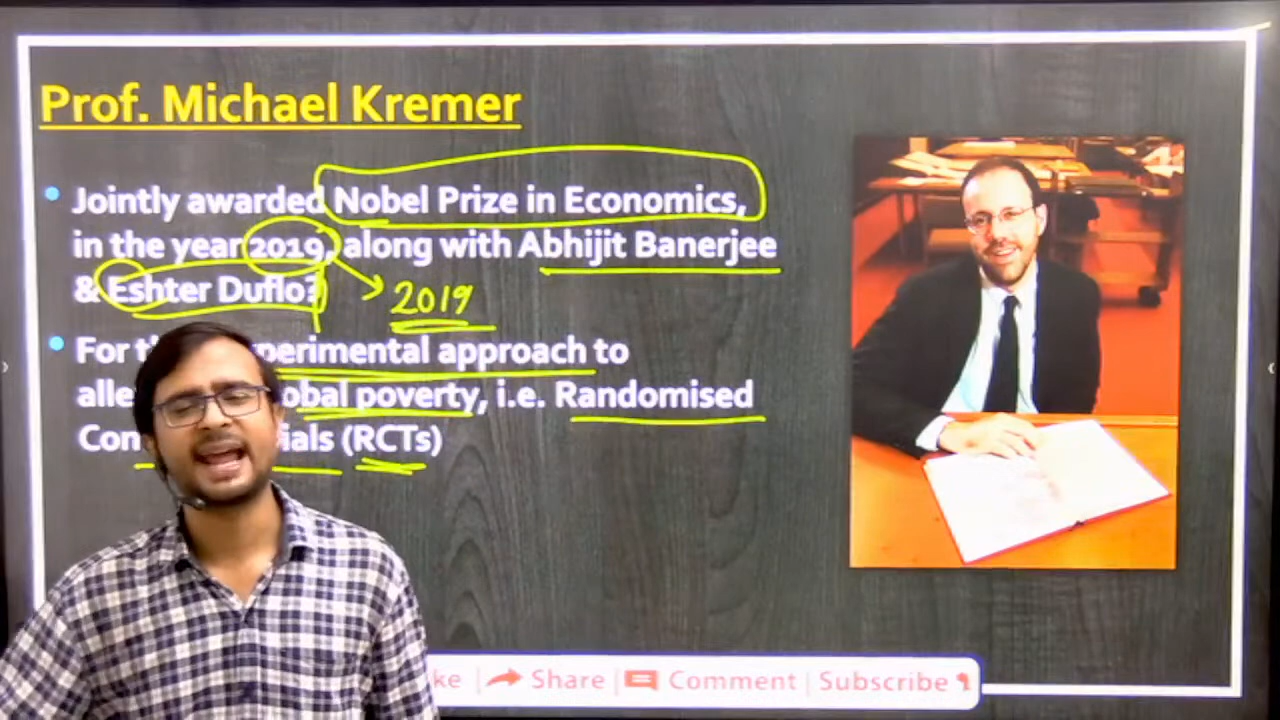 Prof. Michael Kremer
Jointly awarded Nobel Prize in Economics,
in the year 2019, along with Abhijit Banerjee
& Eshter Duflo?
2019
For perimental approach to
alle obal poverty, i.e. Randomised
Con ials (RCTs)
ke | Share | Comment | Subscribe